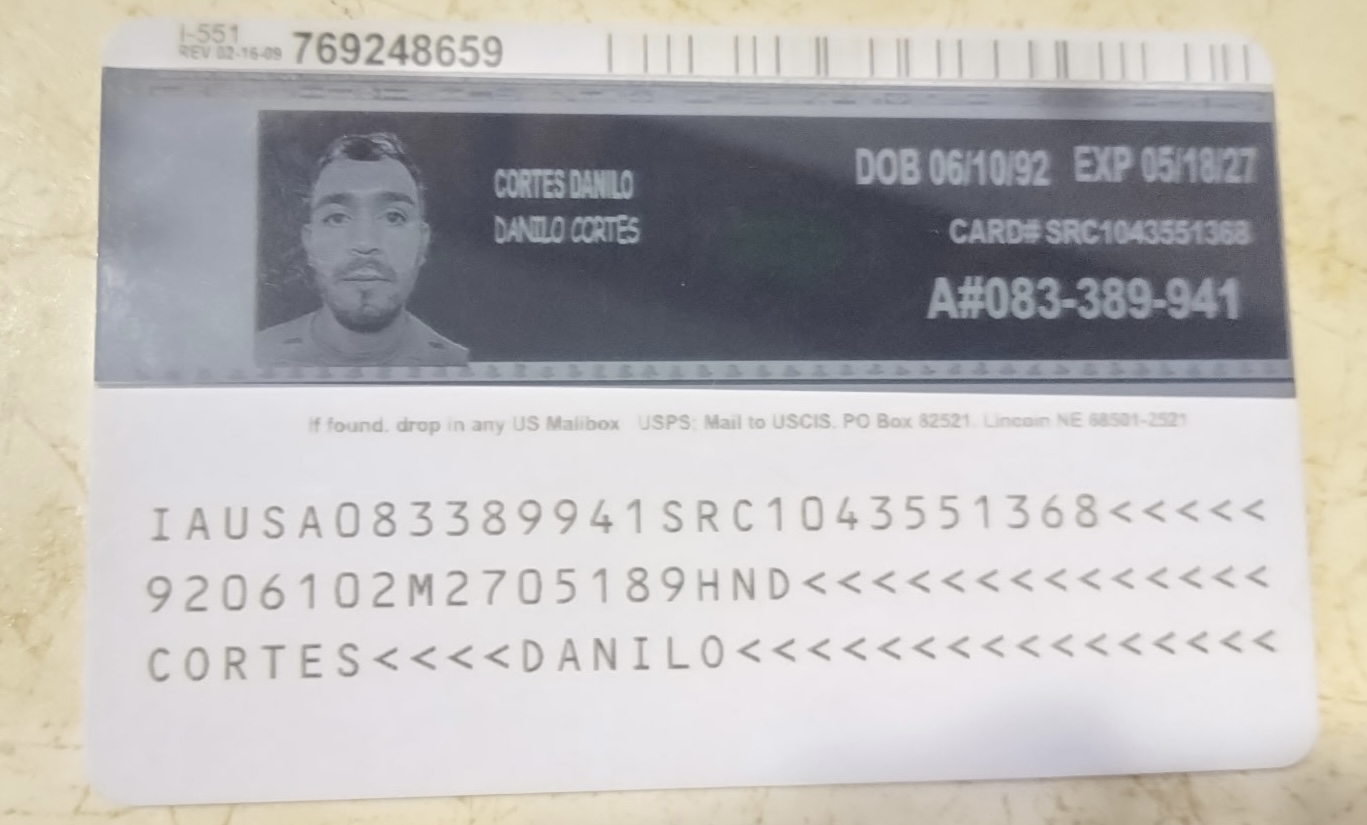 I-551
REV 02-16-09 769248659
CORTES DANILO
DANILO CORTES
DOB 06/10/92 EXP 05/18/27
CARD# SRC1043551368
A#083-389-941
If found, drop in any US Mailbox USPS: Mail to USCIS. PO Box 82521. Lincoln NE 68501-2521
IAUSA083389941SRC1043551368<<<<<
9206102M2705189HND<<<<<<<<<<<<<<
CORTES<<<<DANILO<<<<<<<<<<<<<<<<